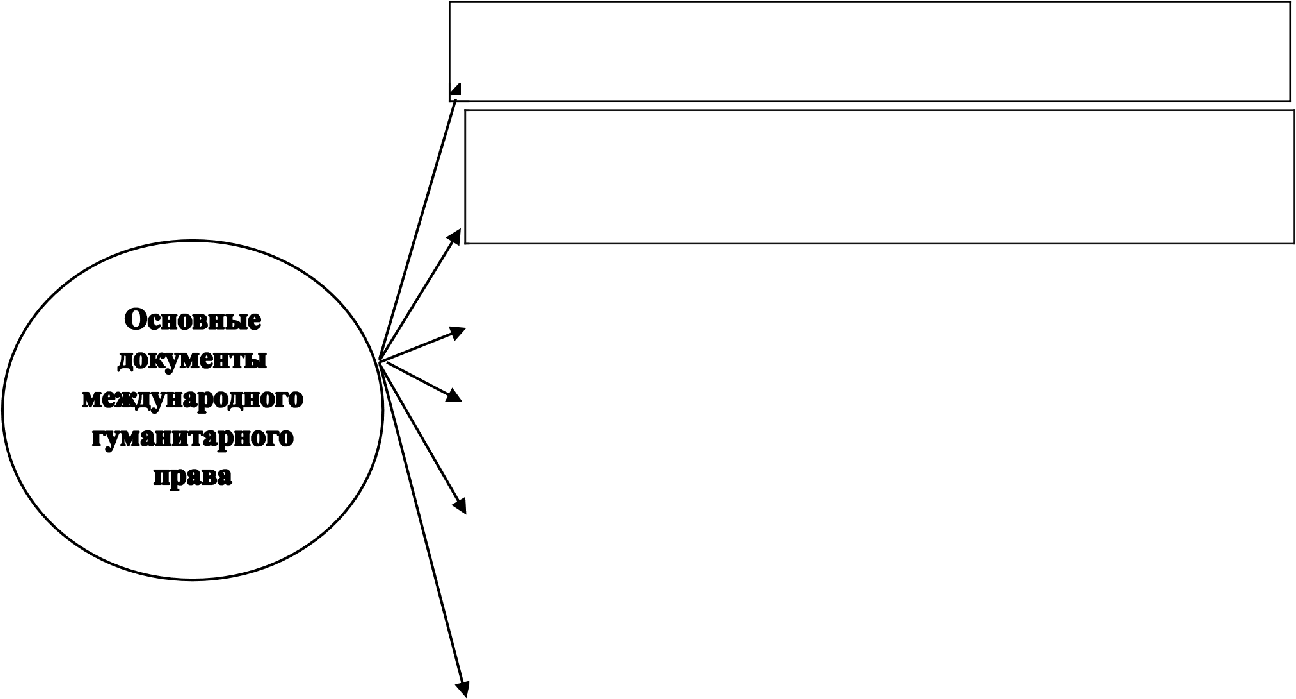 Основные
документы
международного
гуманитарного
права